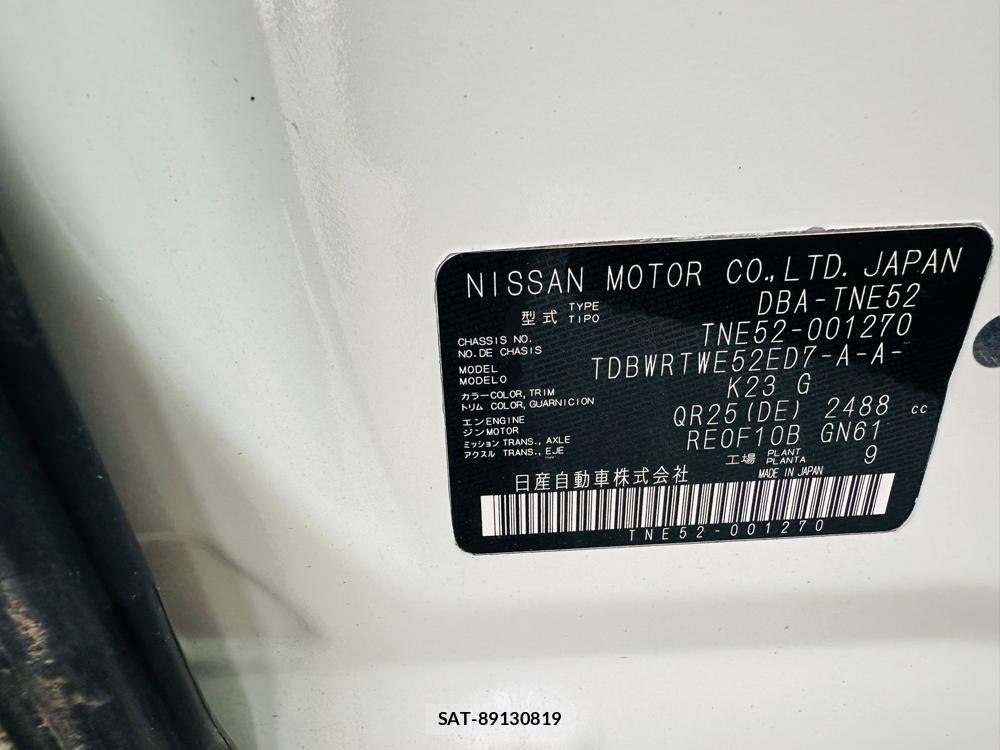 NISSAN MOTOR CO.,LTD. JAPAN
型式 TYPE TIPO DBA-TNE52
CHASSIS NO. NO.DE CHASIS TNE52-001270
MODEL MODELO TDBWRTWE52ED7-A-A-
カラー COLOR, TRIM トリム COLOR, GUARNICION K23 G
エンジン ENGINE MOTOR QR25(DE) 2488 cc
ミッション TRANS., AXLE アクスル TRANS., EJE RE0F10B GN61
工場 PLANT PLANTA 9
日産自動車株式会社 MADE IN JAPAN
TNE52-001270
SAT-89130819